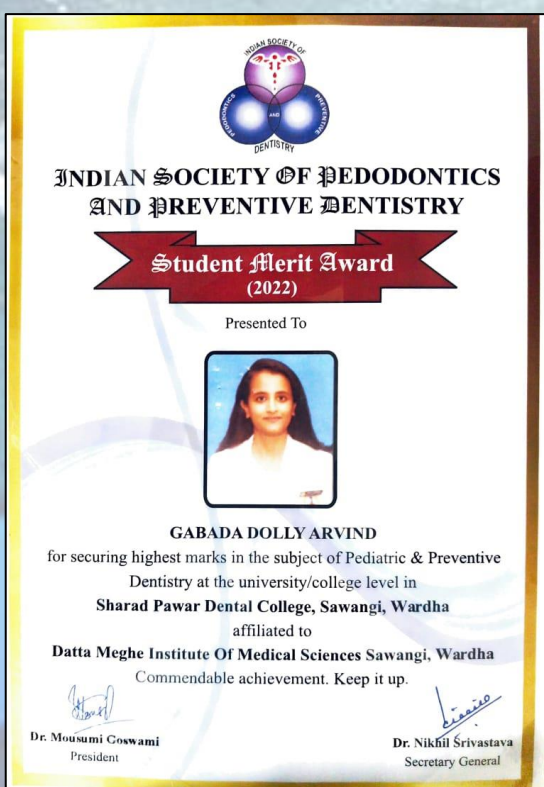 INDIAN SOCIETY OF
PEDODONTICS
AND
PREVENTIVE
DENTISTRY
INDIAN SOCIETY OF PEDODONTICS
AND PREVENTIVE DENTISTRY
Student Merit Award
(2022)
Presented To
GABADA DOLLY ARVIND
for securing highest marks in the subject of Pediatric & Preventive
Dentistry at the university/college level in
Sharad Pawar Dental College, Sawangi, Wardha
affiliated to
Datta Meghe Institute Of Medical Sciences Sawangi, Wardha
Commendable achievement. Keep it up.
Dr. Mousumi Goswami
President
Dr. Nikhil Srivastava
Secretary General